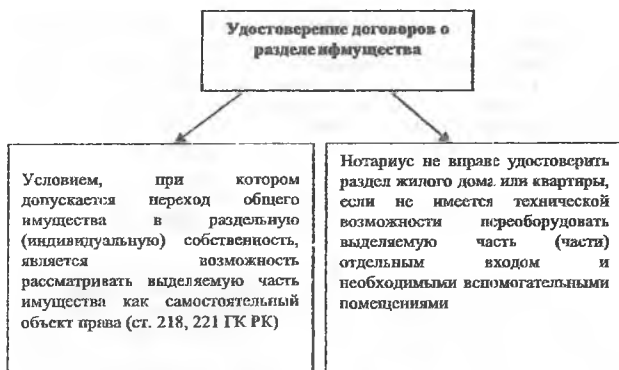 Удостоверение договоров о
разделе имущества
Условием, при котором
допускается переход общего
имущества в раздельную
(индивидуальную) собственность,
является возможность
рассматривать выделяемую часть
имущества как самостоятельный
объект права (ст. 218, 221 ГК РК)
Нотариус не вправе удостоверить
раздел жилого дома или квартиры,
если не имеется технической
возможности переоборудовать
выделяемую часть (части)
отдельным входом и
необходимыми вспомогательными
помещениями